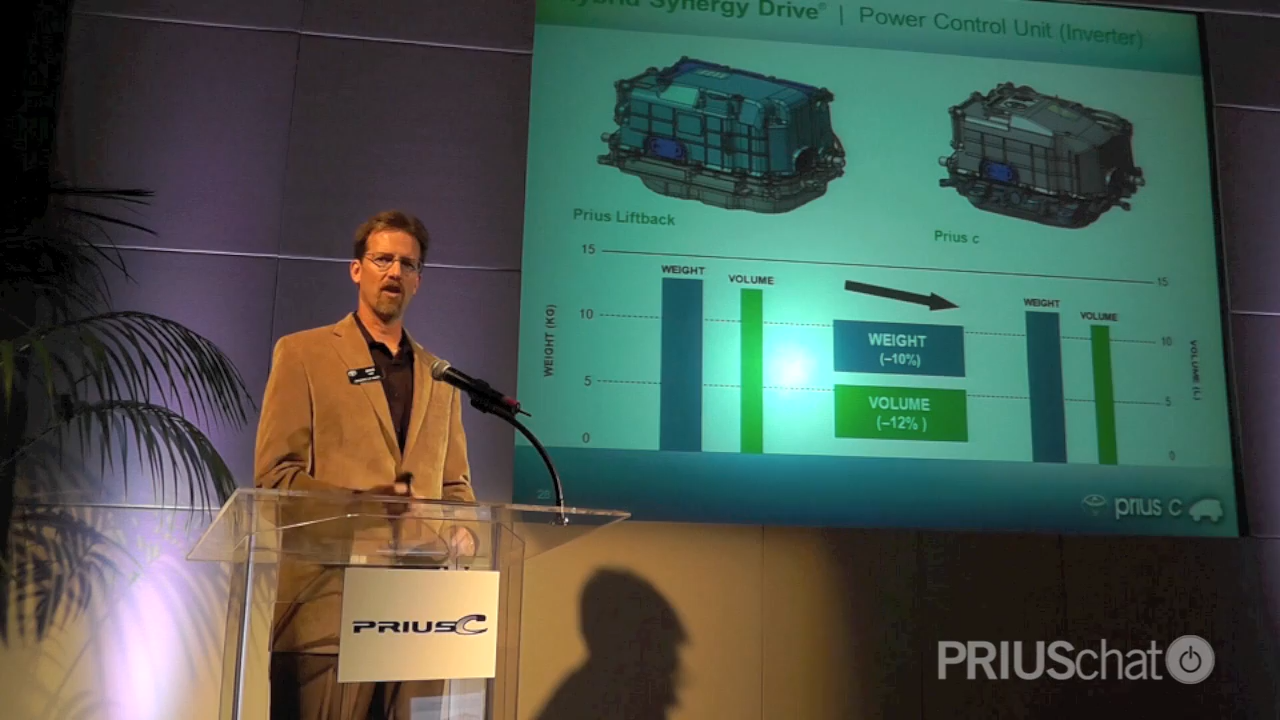 Hybrid Synergy Drive® | Power Control Unit (Inverter)
Prius Liftback
Prius c
15
15
WEIGHT
VOLUME
WEIGHT
VOLUME
10
10
WEIGHT
(–10%)
5
5
VOLUME
(–12% )
0
0
WEIGHT (KG)
VOLUME (L)
prius c
PRIUSC
PRIUSchat